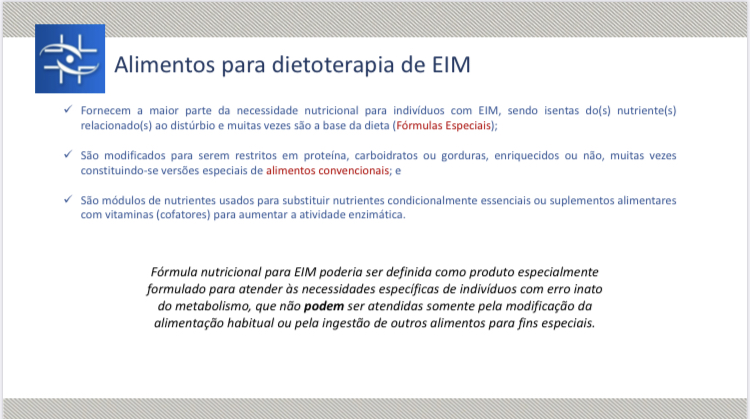 Alimentos para dietoterapia de EIM
✓ Fornecem a maior parte da necessidade nutricional para indivíduos com EIM, sendo isentas do(s) nutriente(s)
relacionado(s) ao distúrbio e muitas vezes são a base da dieta (Fórmulas Especiais);
✓ São modificados para serem restritos em proteína, carboidratos ou gorduras, enriquecidos ou não, muitas vezes
constituindo-se versões especiais de alimentos convencionais; e
✓ São módulos de nutrientes usados para substituir nutrientes condicionalmente essenciais ou suplementos alimentares
com vitaminas (cofatores) para aumentar a atividade enzimática.
Fórmula nutricional para EIM poderia ser definida como produto especialmente
formulado para atender às necessidades específicas de indivíduos com erro inato
do metabolismo, que não podem ser atendidas somente pela modificação da
alimentação habitual ou pela ingestão de outros alimentos para fins especiais.